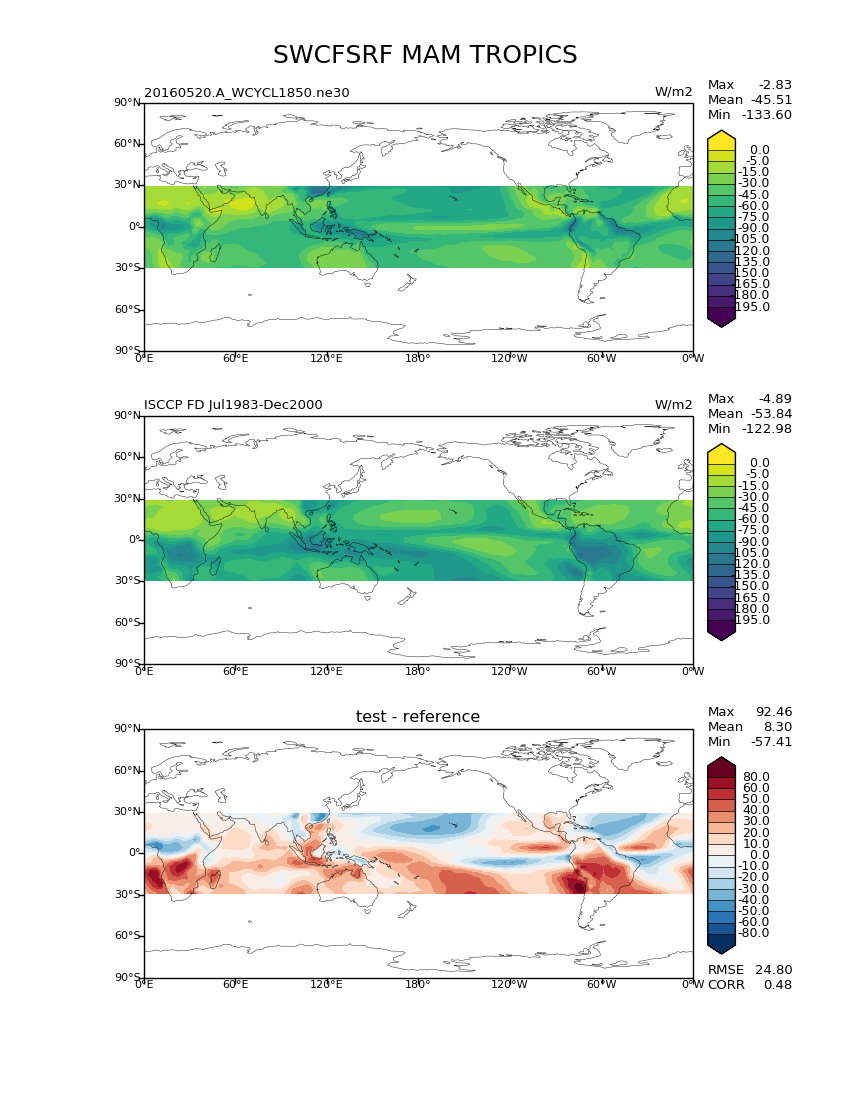 SWCFSRF MAM TROPICS
20160520.A_WCYCL1850.ne30 W/m2
Max -2.83
Mean -45.51
Min -133.60
90°N
60°N
30°N
0°
30°S
60°S
90°S
0°E 60°E 120°E 180° 120°W 60°W 0°W
0.0
-5.0
-15.0
-30.0
-45.0
-60.0
-75.0
-90.0
-105.0
-120.0
-135.0
-150.0
-165.0
-180.0
-195.0
ISCCP FD Jul1983-Dec2000 W/m2
Max -4.89
Mean -53.84
Min -122.98
90°N
60°N
30°N
0°
30°S
60°S
90°S
0°E 60°E 120°E 180° 120°W 60°W 0°W
0.0
-5.0
-15.0
-30.0
-45.0
-60.0
-75.0
-90.0
-105.0
-120.0
-135.0
-150.0
-165.0
-180.0
-195.0
test - reference
Max 92.46
Mean 8.30
Min -57.41
90°N
60°N
30°N
0°
30°S
60°S
90°S
0°E 60°E 120°E 180° 120°W 60°W 0°W
80.0
60.0
50.0
40.0
30.0
20.0
10.0
0.0
-10.0
-20.0
-30.0
-40.0
-50.0
-60.0
-80.0
RMSE 24.80
CORR 0.48